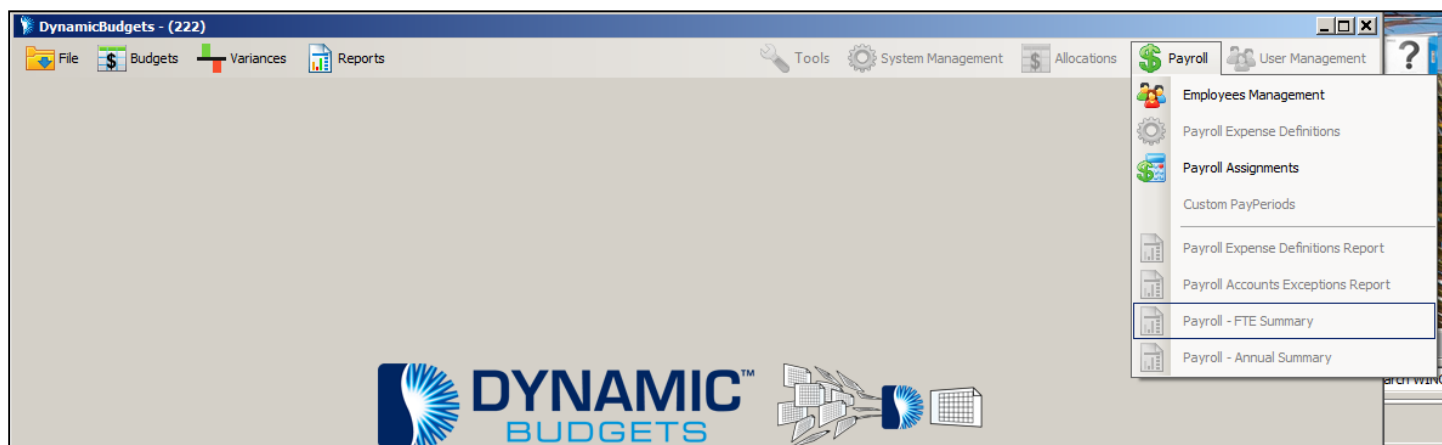 DynamicBudgets - (222)
File Budgets Variances Reports Tools System Management Allocations Payroll User Management
?
Employees Management
Payroll Expense Definitions
Payroll Assignments
Custom PayPeriods
Payroll Expense Definitions Report
Payroll Accounts Exceptions Report
Payroll - FTE Summary
Payroll - Annual Summary
DYNAMIC™
BUDGETS